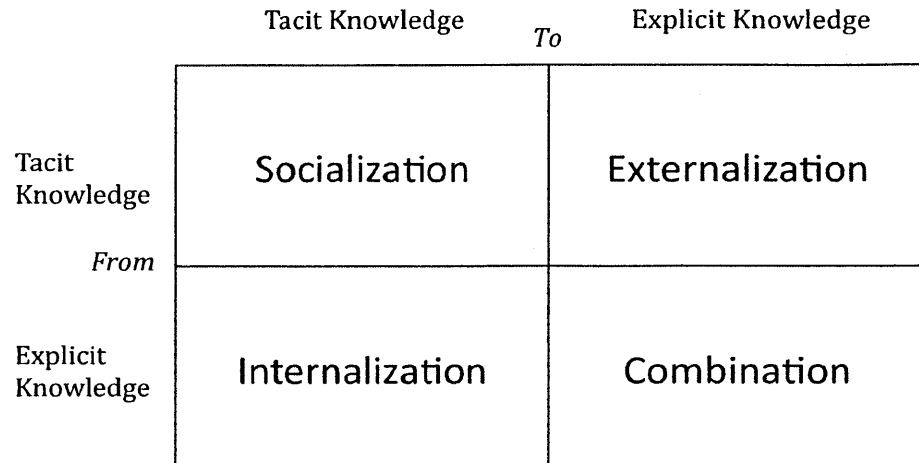 Tacit Knowledge To Explicit Knowledge
Tacit
Knowledge
Socialization Externalization
From
Explicit
Knowledge
Internalization Combination